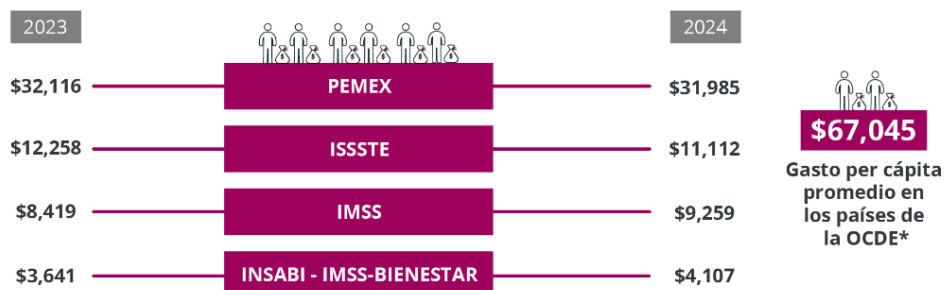 2023
2024
$32,116
PEMEX
$31,985
$12,258
ISSSTE
$11,112
$8,419
IMSS
$9,259
$3,641
INSABI - IMSS-BIENESTAR
$4,107
$67,045
Gasto per cápita
promedio en
los países de
la OCDE*